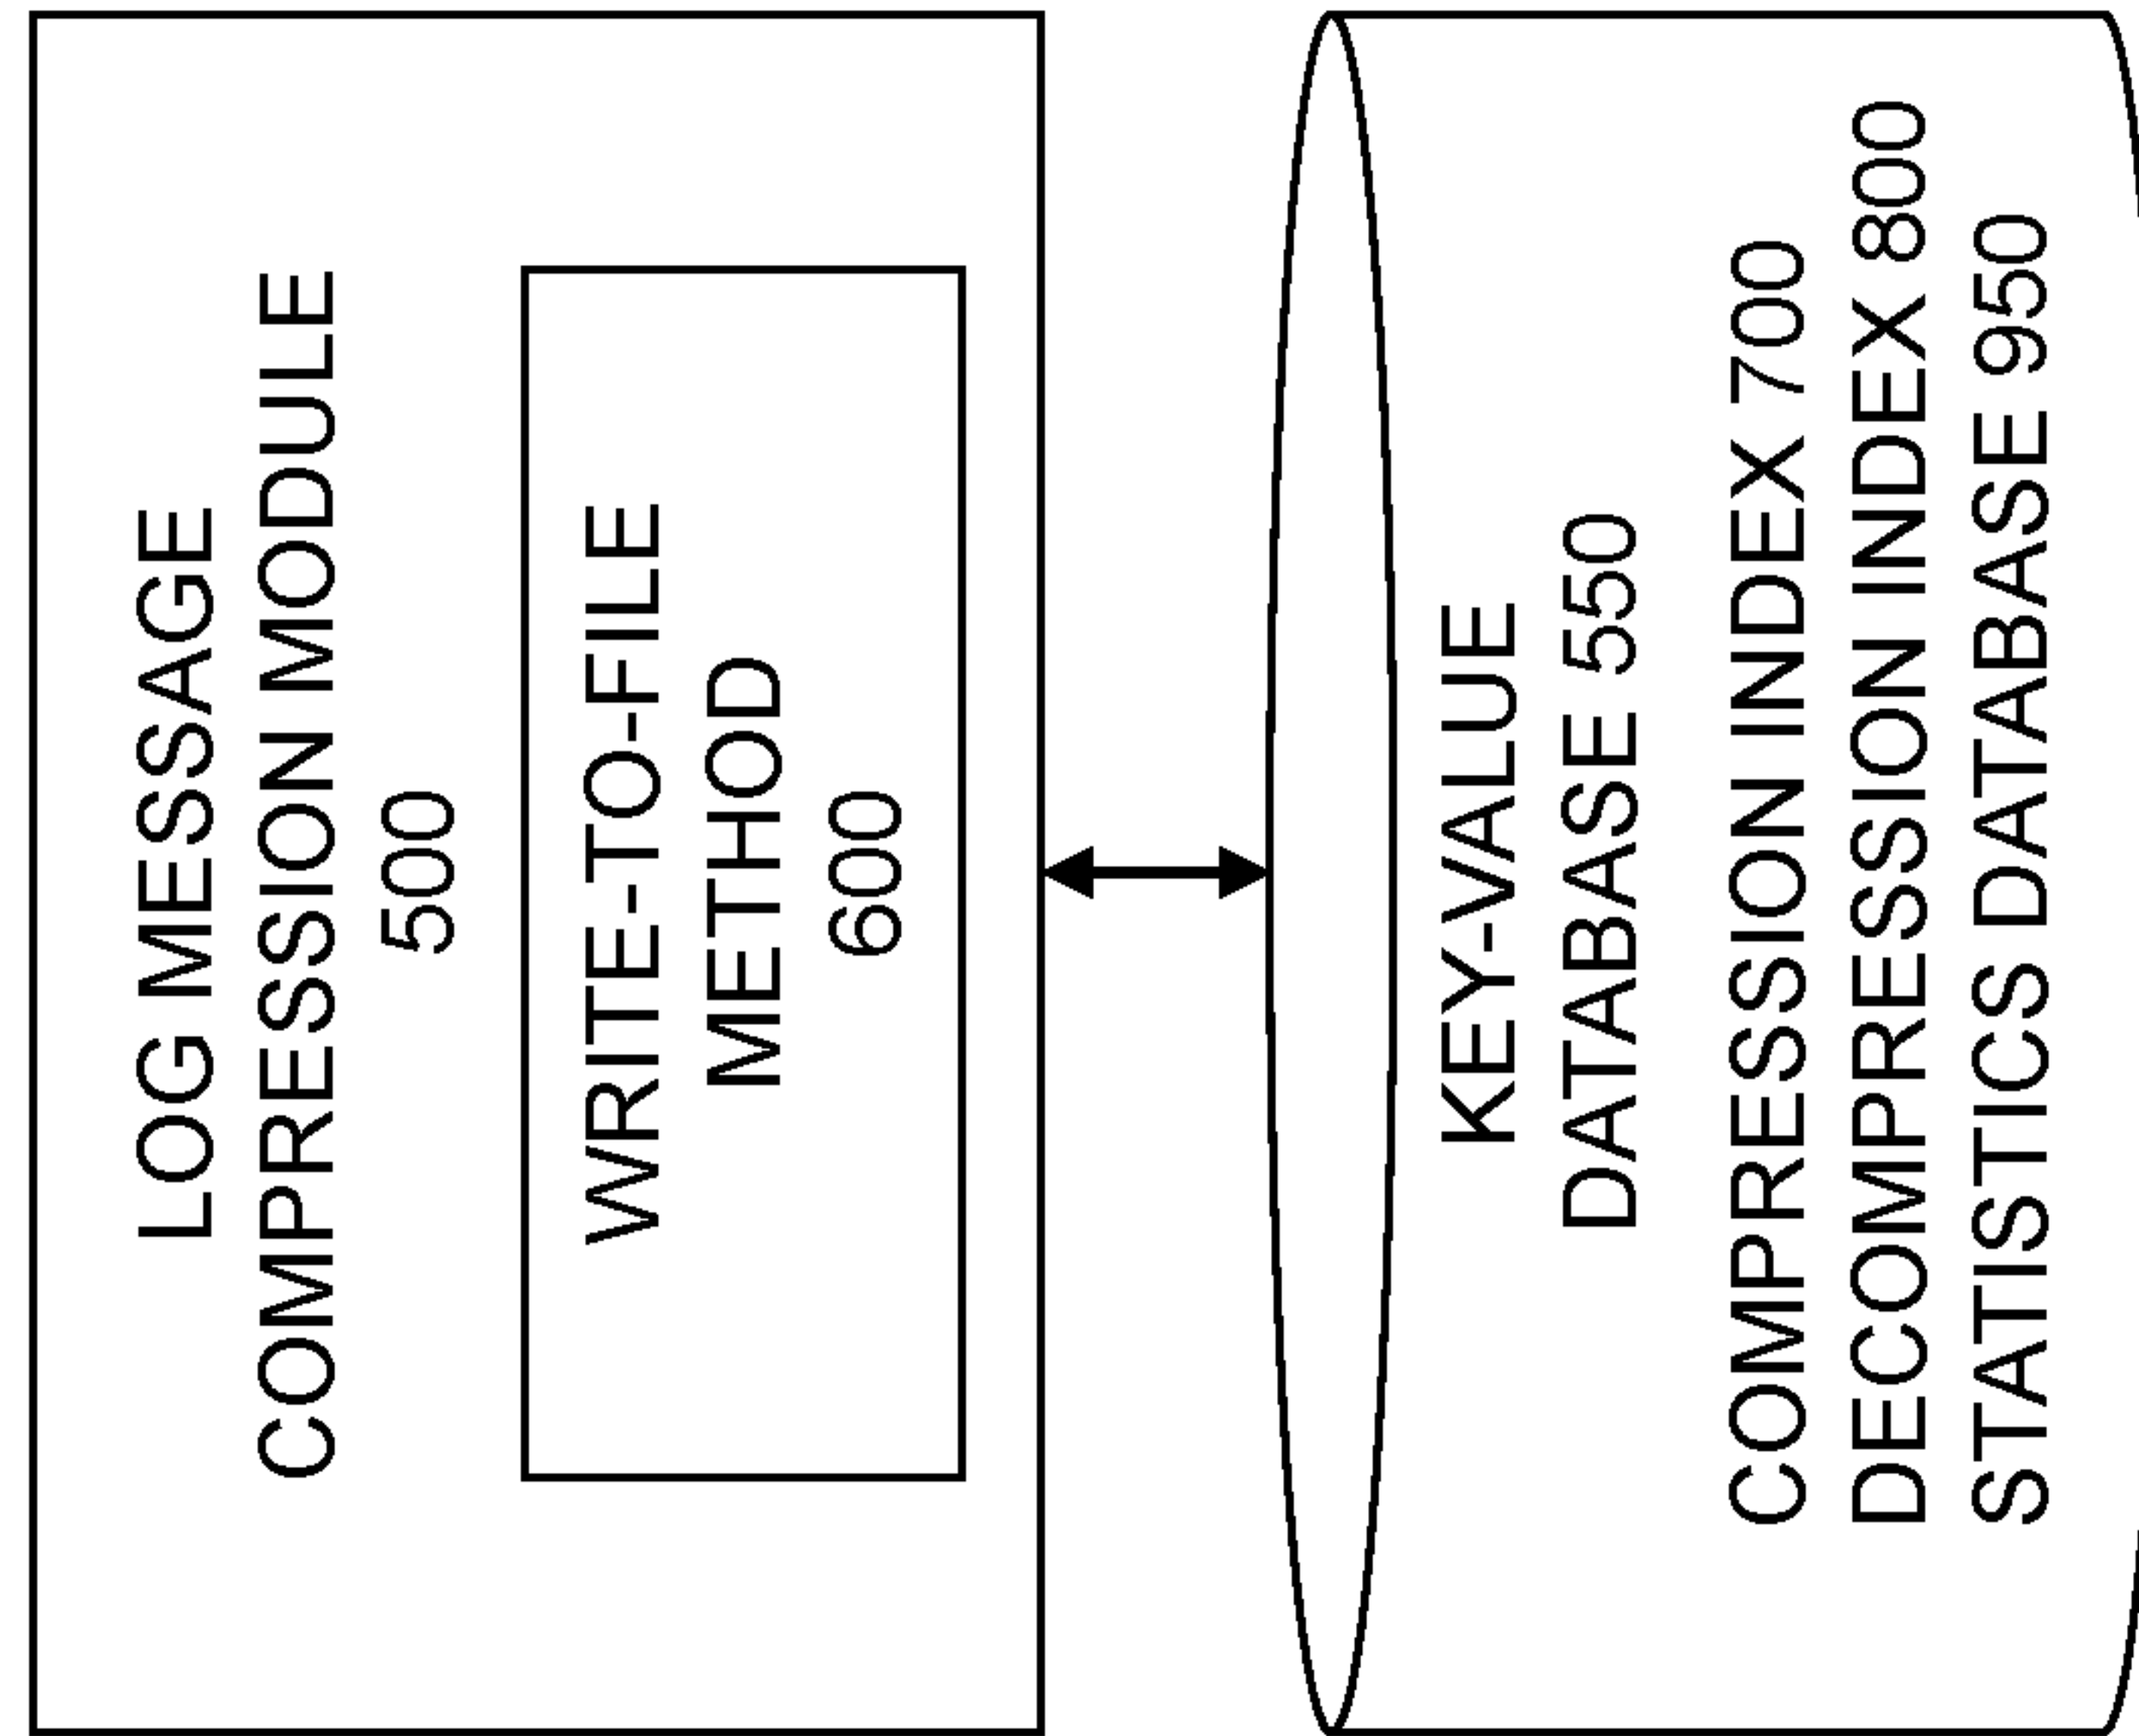 LOG MESSAGE
COMPRESSION MODULE
500
WRITE-TO-FILE
METHOD
600
KEY-VALUE
DATABASE 550
COMPRESSION INDEX 700
DECOMPRESSION INDEX 800
STATISTICS DATABASE 950